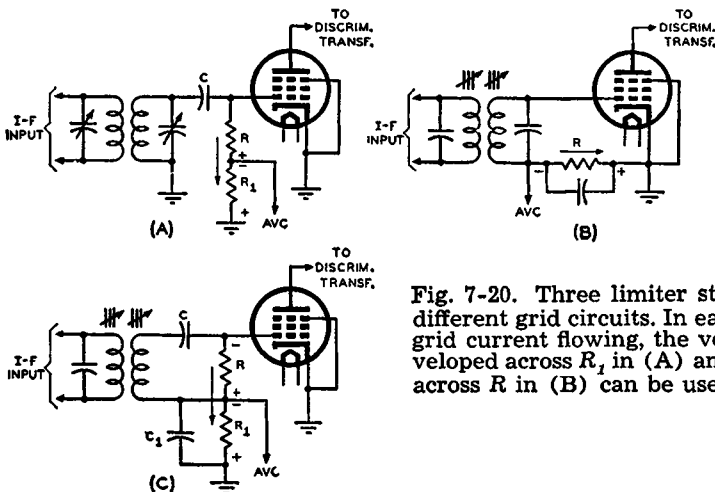 TO
DISCRIM.
TRANSF.
C
I-F
INPUT
R
+
−
R1
+
AVC
(A)
TO
DISCRIM.
TRANSF.
I-F
INPUT
R
−
+
AVC
(B)
TO
DISCRIM.
TRANSF.
C
I-F
INPUT
−
R
+
−
C1
R1
+
AVC
(C)
Fig. 7-20. Three limiter st
different grid circuits. In ea
grid current flowing, the v
veloped across R1 in (A) an
across R in (B) can be use